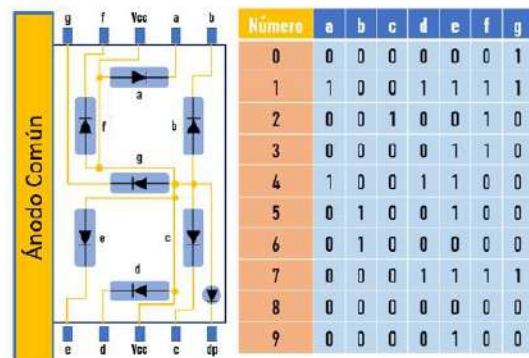 Ánodo Común
g f Vcc a b
a
f
b
g
e
c
d
e d Vcc c dp
Número a b c d e f g
0 0 0 0 0 0 0 1
1 1 0 0 1 1 1 1
2 0 0 1 0 0 1 0
3 0 0 0 0 1 1 0
4 1 0 0 1 1 0 0
5 0 1 0 0 1 0 0
6 0 1 0 0 0 0 0
7 0 0 0 1 1 1 1
8 0 0 0 0 0 0 0
9 0 0 0 0 1 0 0